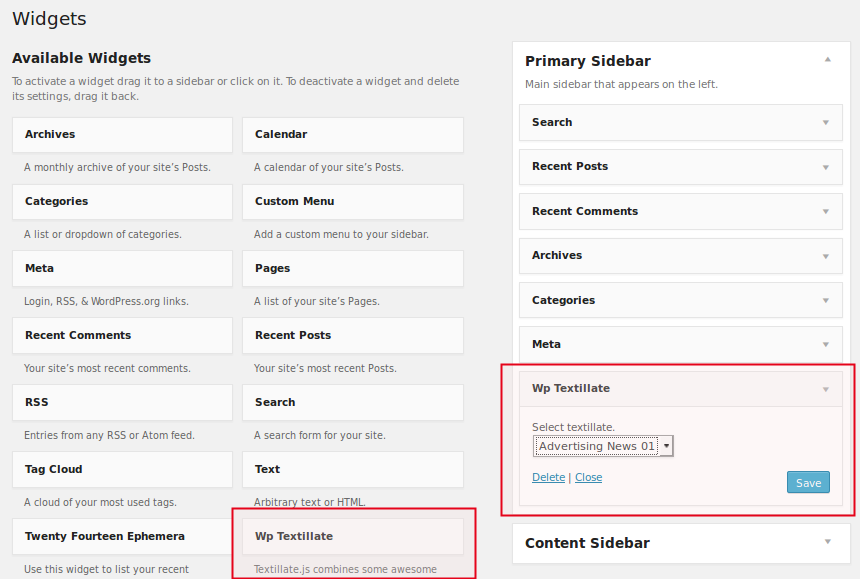 Widgets
Available Widgets
To activate a widget drag it to a sidebar or click on it. To deactivate a widget and delete
its settings, drag it back.
Archives
A monthly archive of your site's Posts.
Calendar
A calendar of your site's Posts.
Categories
A list or dropdown of categories.
Custom Menu
Add a custom menu to your sidebar.
Meta
Login, RSS, & WordPress.org links.
Pages
A list of your site's Pages.
Recent Comments
Your site's most recent comments.
Recent Posts
Your site's most recent Posts.
RSS
Entries from any RSS or Atom feed.
Search
A search form for your site.
Tag Cloud
A cloud of your most used tags.
Text
Arbitrary text or HTML.
Twenty Fourteen Ephemera
Use this widget to list your recent
Wp Textillate
Textillate.js combines some awesome
Primary Sidebar
Main sidebar that appears on the left.
Search
Recent Posts
Recent Comments
Archives
Categories
Meta
Wp Textillate
Select textillate.
Advertising News 01
Delete | Close
Save
Content Sidebar